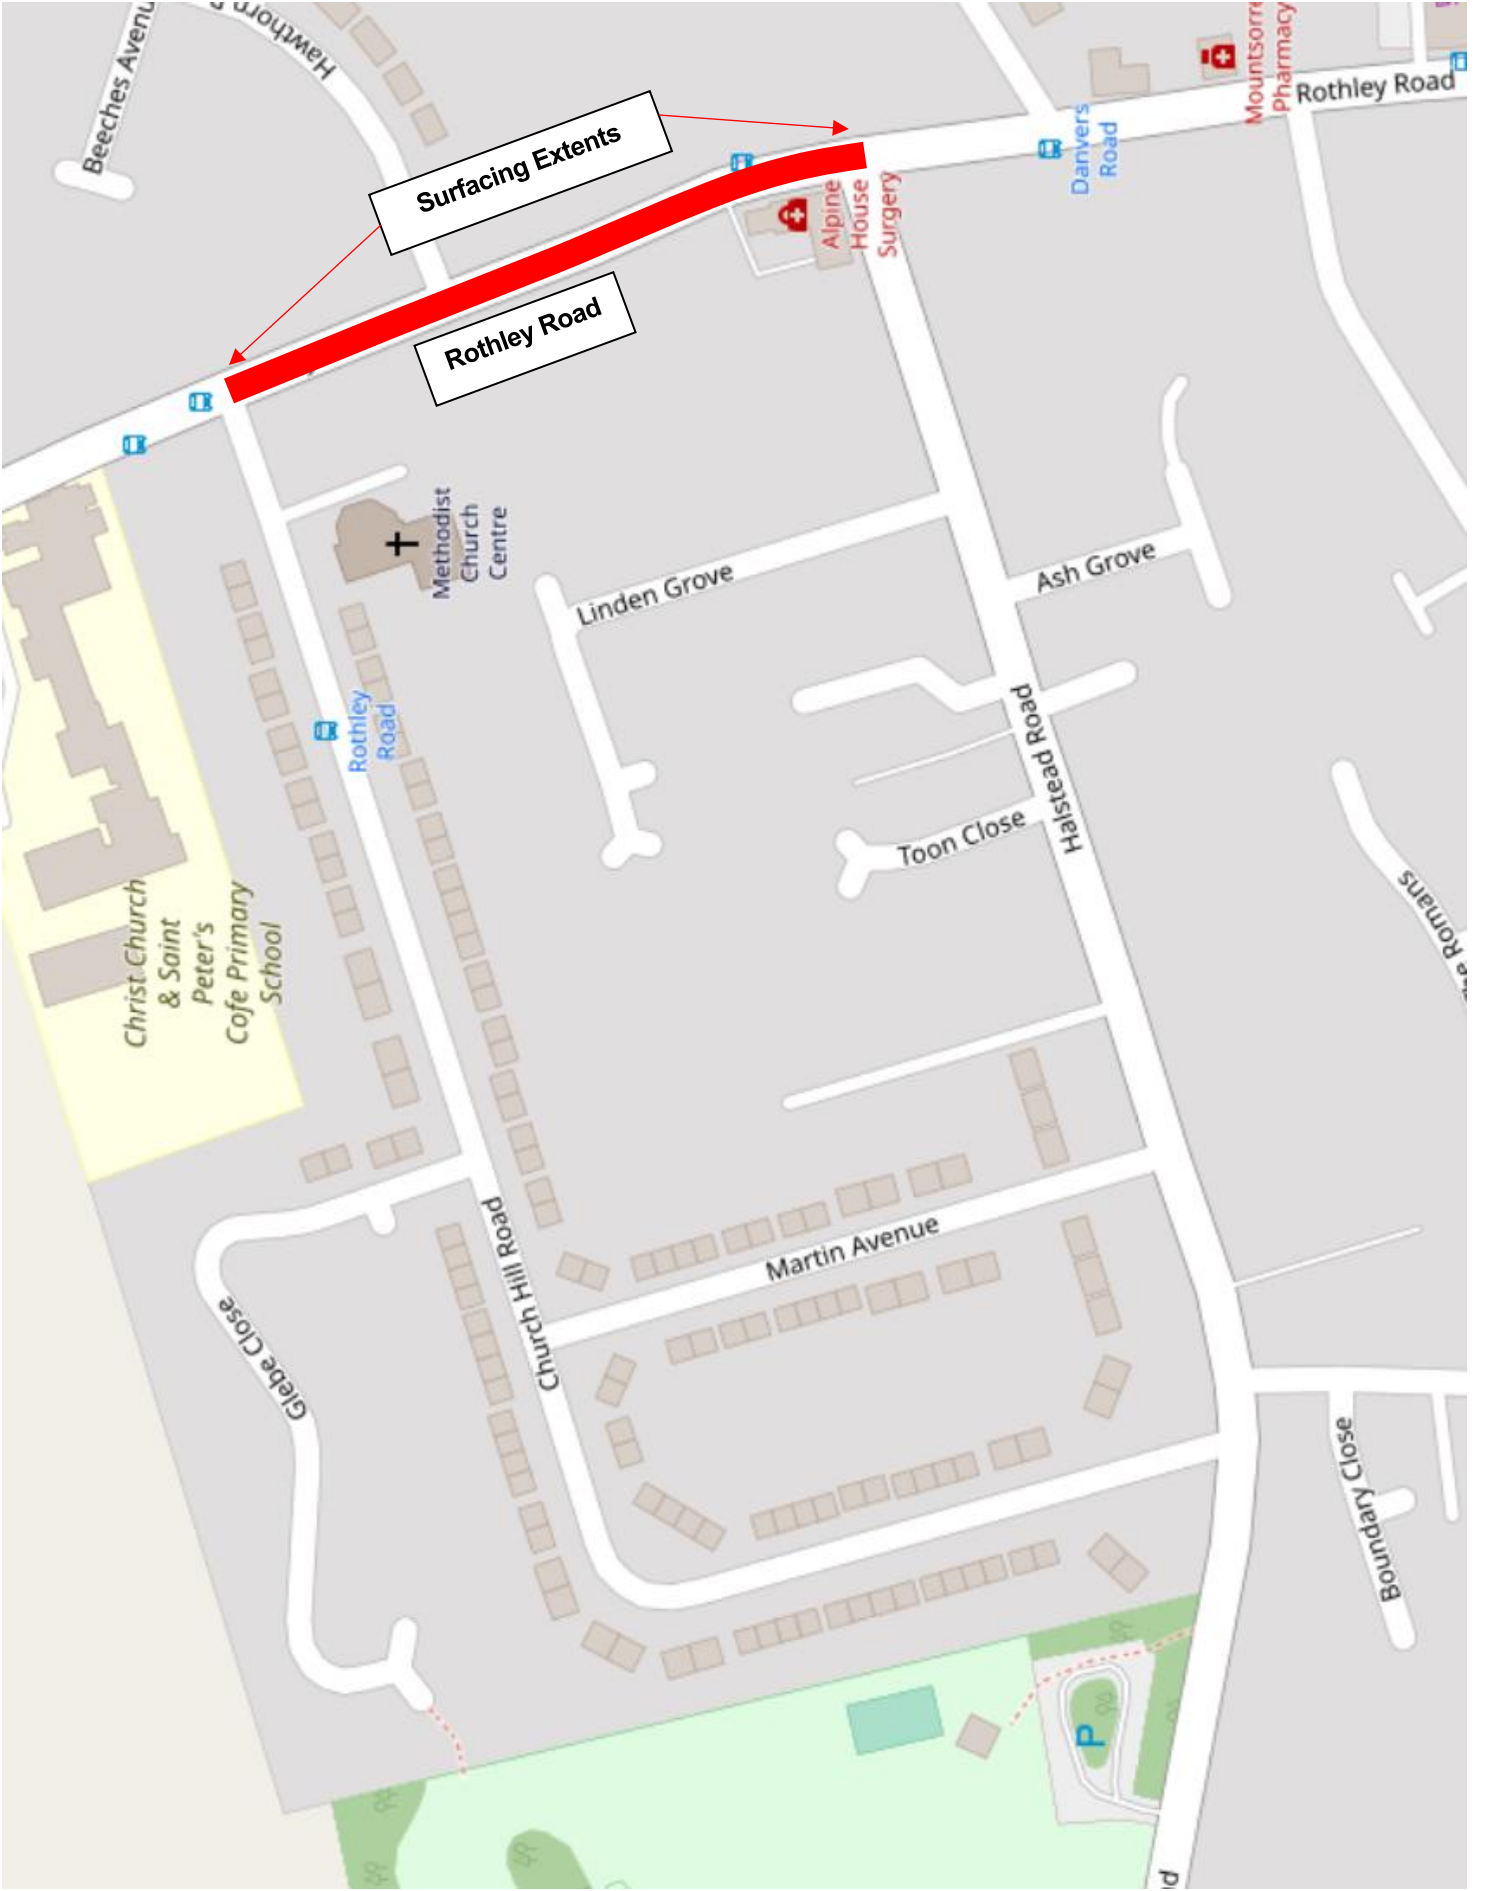 Beeches Avenu
Hawthorn
Surfacing Extents
Rothley Road
Alpine
House
Surgery
Danvers
Road
Mountsorre
Pharmacy
Rothley Road
Methodist
Church
Centre
Linden Grove
Ash Grove
Rothley
Road
Halstead Road
Toon Close
Christ Church
& Saint
Peter's
Cofe Primary
School
Romans
Church Hill Road
Martin Avenue
Glebe Close
Boundary Close
P